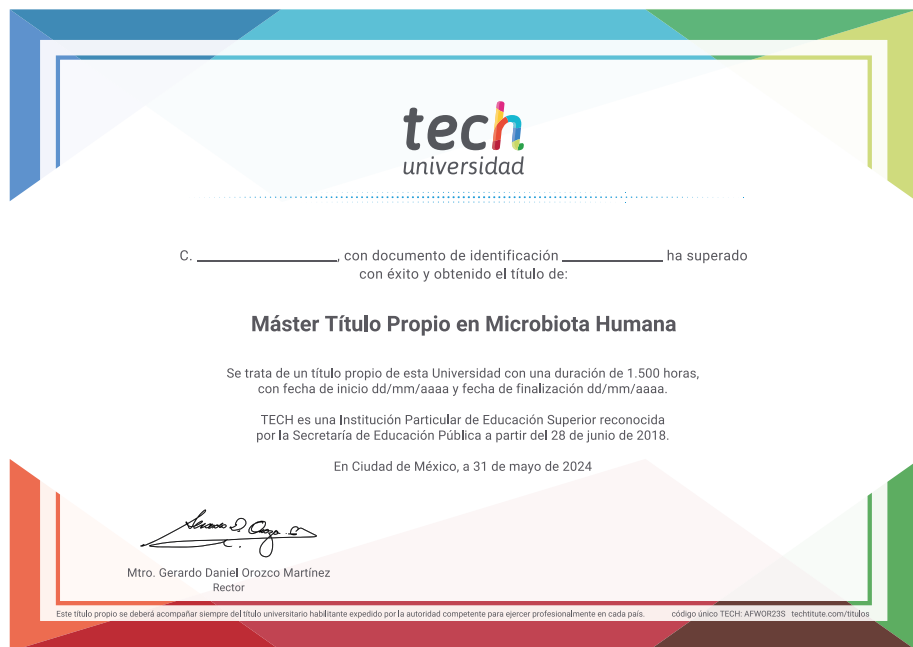 tech
universidad
C. ____________, con documento de identificación ____________ ha superado
con éxito y obtenido el título de:
Máster Título Propio en Microbiota Humana
Se trata de un título propio de esta Universidad con una duración de 1.500 horas,
con fecha de inicio dd/mm/aaaa y fecha de finalización dd/mm/aaaa.
TECH es una Institución Particular de Educación Superior reconocida
por la Secretaría de Educación Pública a partir del 28 de junio de 2018.
En Ciudad de México, a 31 de mayo de 2024
Mtro. Gerardo Daniel Orozco Martínez
Rector
Este título propio se deberá acompañar siempre del título universitario habilitante expedido por la autoridad competente para ejercer profesionalmente en cada país. código único TECH: AFWOR23S techtitute.com/titulos